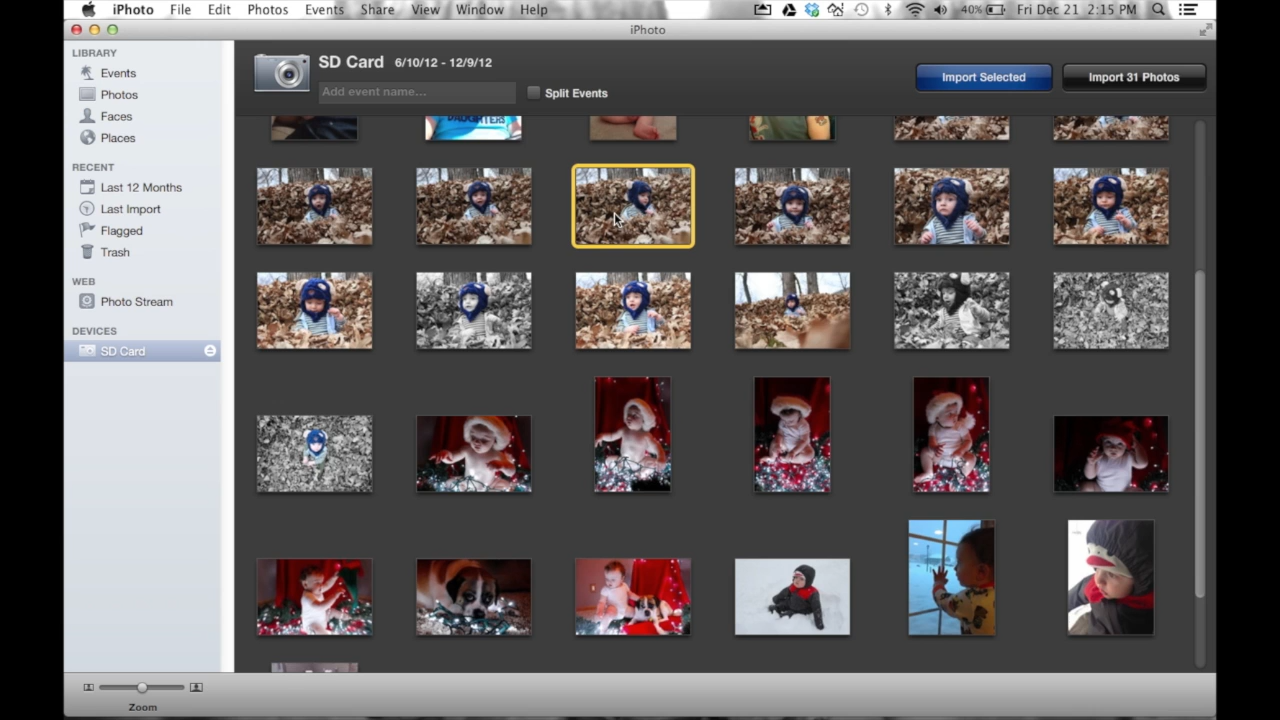 iPhoto File Edit Photos Events Share View Window Help 40% Fri Dec 21 2:15 PM
iPhoto
LIBRARY
Events
Photos
Faces
Places
RECENT
Last 12 Months
Last Import
Flagged
Trash
WEB
Photo Stream
DEVICES
SD Card
SD Card 6/10/12 - 12/9/12
Add event name... Split Events
Import Selected Import 31 Photos
DAUGHTERS
Zoom